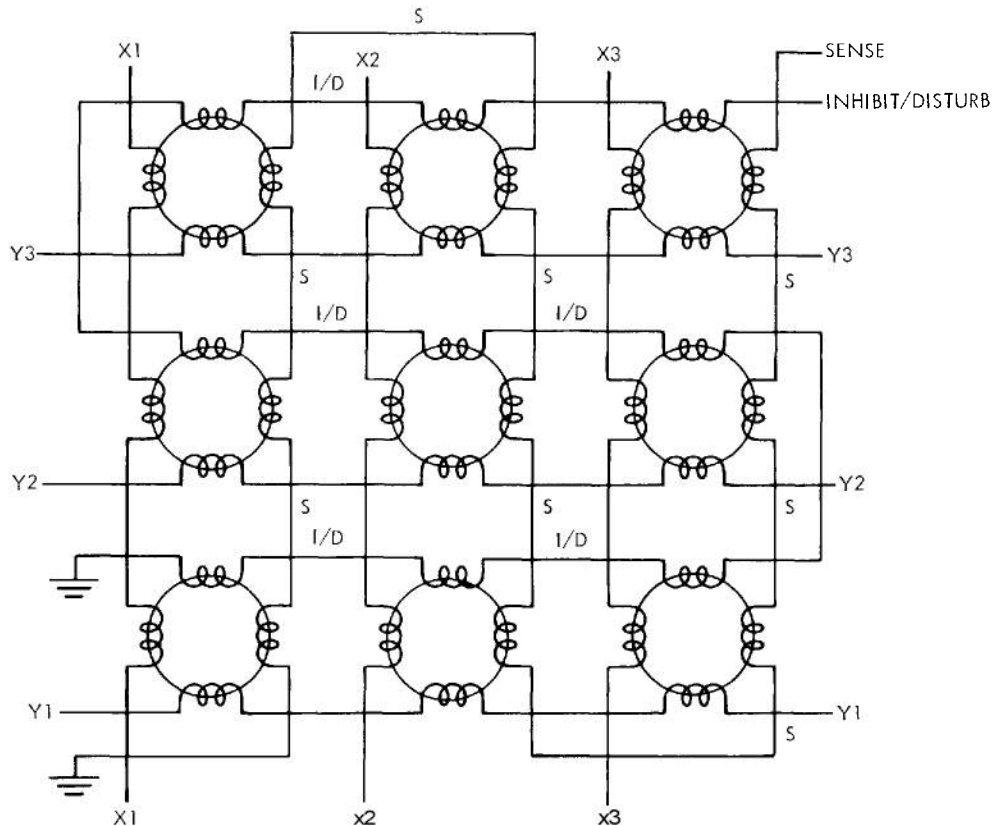 S
X1
X2
X3
SENSE
I/D
INHIBIT/DISTURB
Y3
Y3
S
S
S
I/D
I/D
Y2
Y2
S
S
S
I/D
I/D
Y1
Y1
S
X1
x2
x3